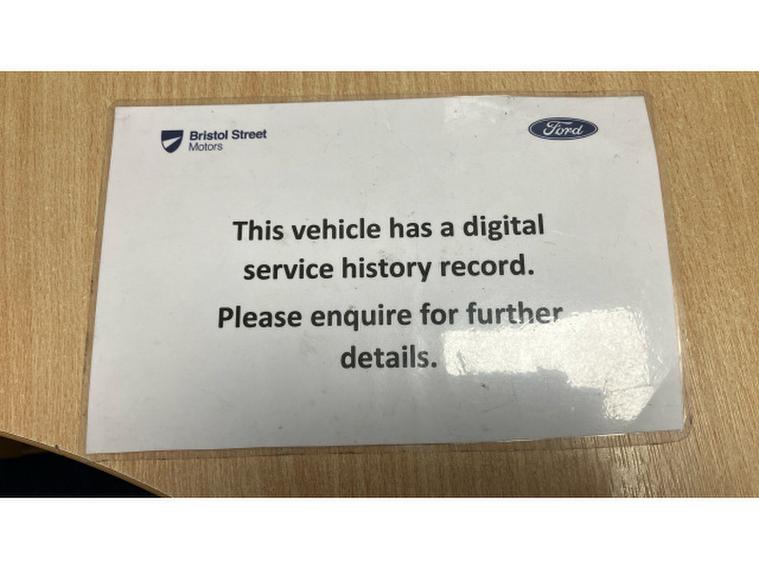 Bristol Street
Motors
Ford
This vehicle has a digital
service history record.
Please enquire for further
details.